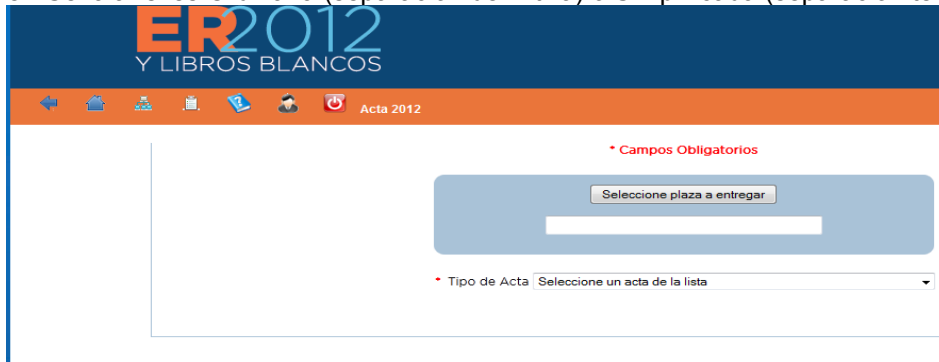 ER2012
Y LIBROS BLANCOS
Acta 2012
* Campos Obligatorios
Seleccione plaza a entregar
* Tipo de Acta Seleccione un acta de la lista